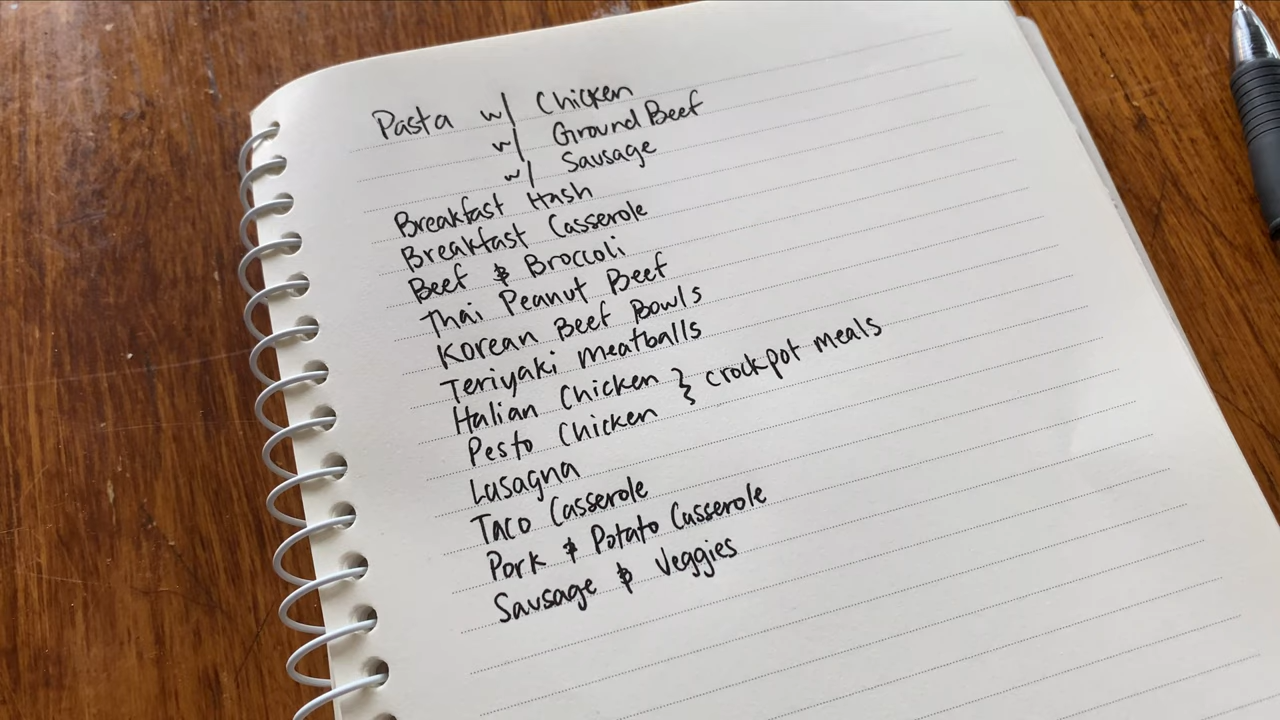 Pasta w/ Chicken
w/ Ground Beef
w/ Sausage
Breakfast Hash
Breakfast Casserole
Beef & Broccoli
Thai Peanut Beef
Korean Beef Bowls
Teriyaki Meatballs
Italian Chicken } crockpot meals
Pesto Chicken
Lasagna
Taco Casserole
Pork & Potato Casserole
Sausage & Veggies